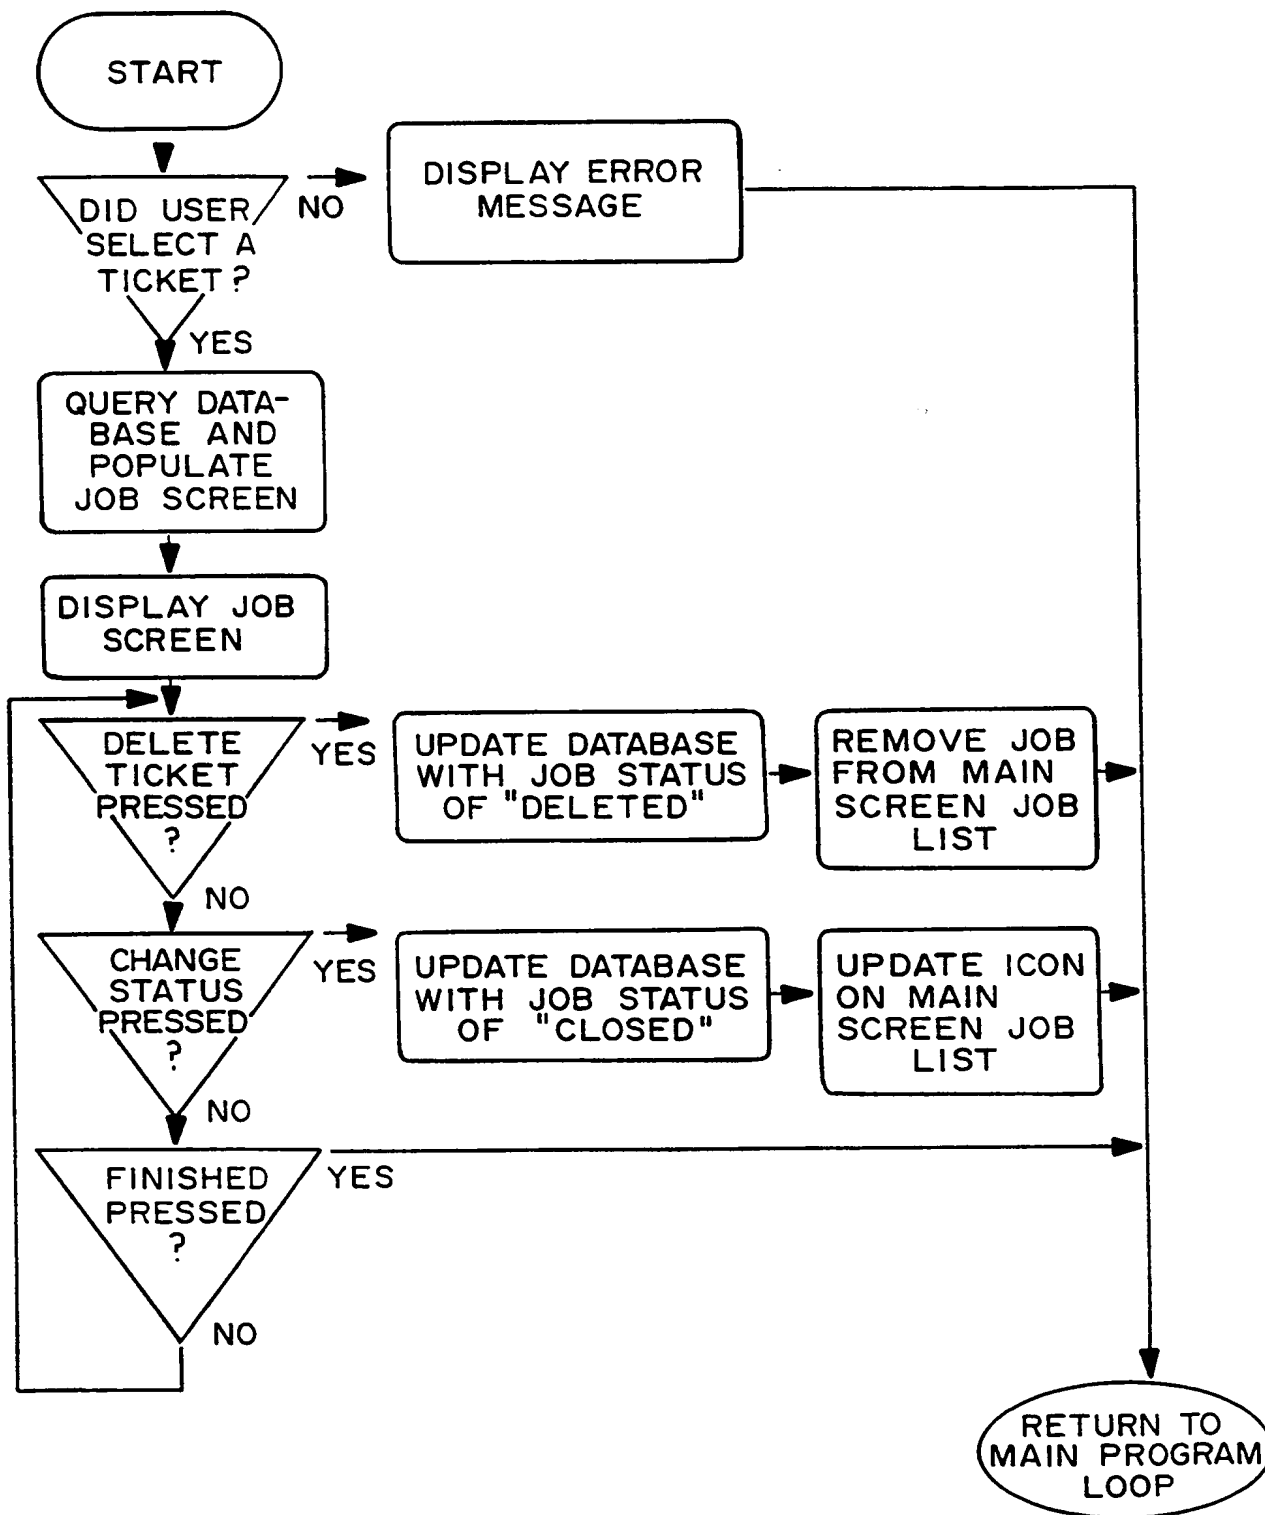 START
DID USER
SELECT A
TICKET?
NO
DISPLAY ERROR
MESSAGE
YES
QUERY DATA-
BASE AND
POPULATE
JOB SCREEN
DISPLAY JOB
SCREEN
DELETE
TICKET
PRESSED
?
YES
UPDATE DATABASE
WITH JOB STATUS
OF "DELETED"
REMOVE JOB
FROM MAIN
SCREEN JOB
LIST
NO
CHANGE
STATUS
PRESSED
?
YES
UPDATE DATABASE
WITH JOB STATUS
OF "CLOSED"
UPDATE ICON
ON MAIN
SCREEN JOB
LIST
NO
FINISHED
PRESSED
?
YES
NO
RETURN TO
MAIN PROGRAM
LOOP